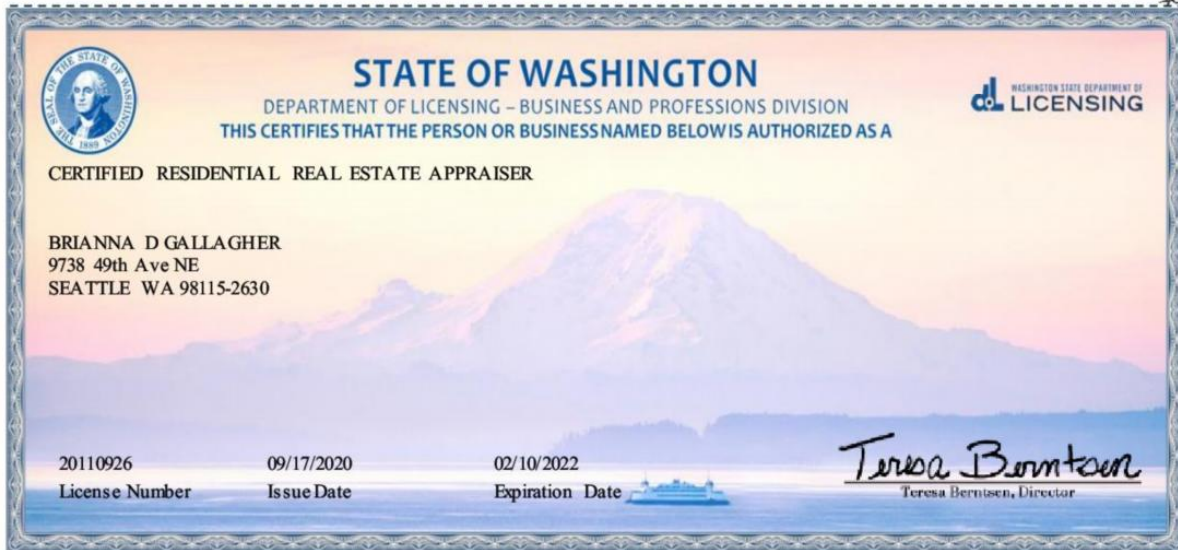 THE SEAL OF THE STATE OF WASHINGTON
1889
STATE OF WASHINGTON
DEPARTMENT OF LICENSING – BUSINESS AND PROFESSIONS DIVISION
THIS CERTIFIES THAT THE PERSON OR BUSINESS NAMED BELOW IS AUTHORIZED AS A
WASHINGTON STATE DEPARTMENT OF
dol LICENSING
CERTIFIED RESIDENTIAL REAL ESTATE APPRAISER
BRIANNA D GALLAGHER
9738 49th Ave NE
SEATTLE WA 98115-2630
20110926
09/17/2020
02/10/2022
Teresa Berntsen
License Number
Issue Date
Expiration Date
Teresa Berntsen, Director